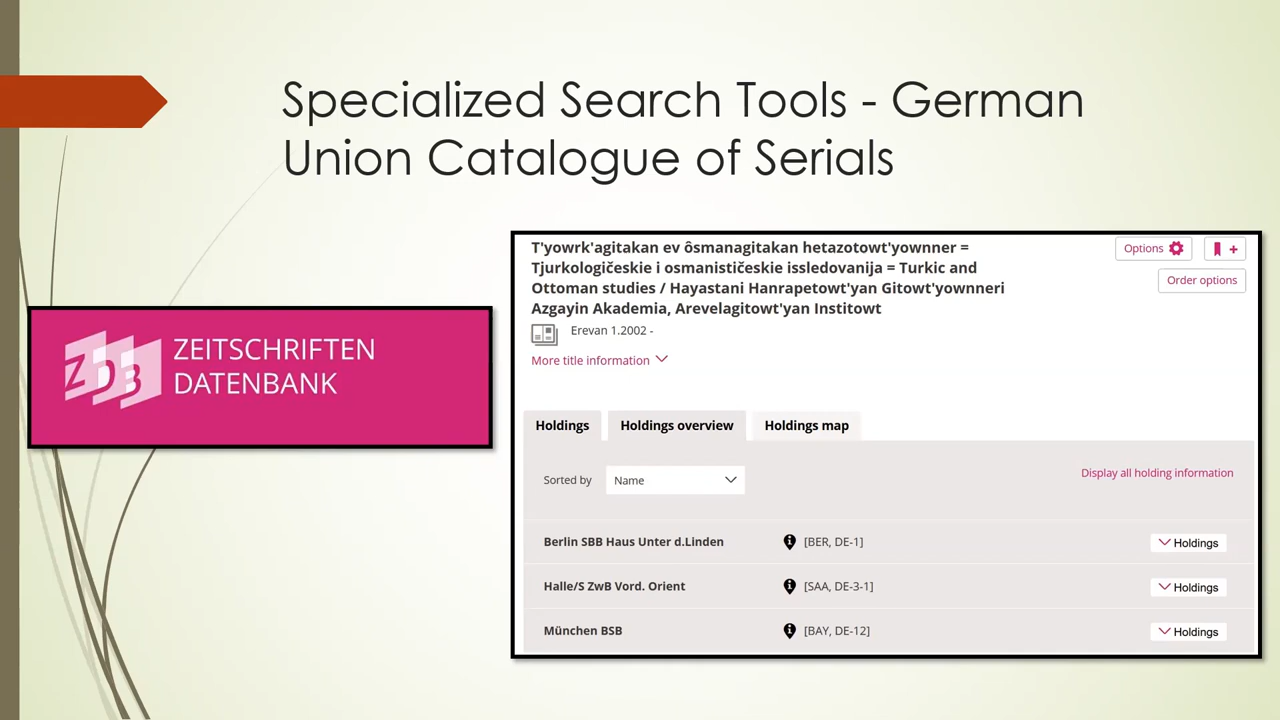 Specialized Search Tools - German
Union Catalogue of Serials
ZDB
ZEITSCHRIFTEN
DATENBANK
T'yowrk'agitakan ev ôsmanagitakan hetazotowt'yownner =
Tjurkologičeskie i osmanističeskie issledovanija = Turkic and
Ottoman studies / Hayastani Hanrapetowt'yan Gitowt'yownneri
Azgayin Akademia, Arevelagitowt'yan Institowt
Options
+
Order options
Erevan 1.2002 -
More title information
Holdings Holdings overview Holdings map
Sorted by Name
Display all holding information
Berlin SBB Haus Unter d.Linden [BER, DE-1] Holdings
Halle/S ZwB Vord. Orient [SAA, DE-3-1] Holdings
München BSB [BAY, DE-12] Holdings